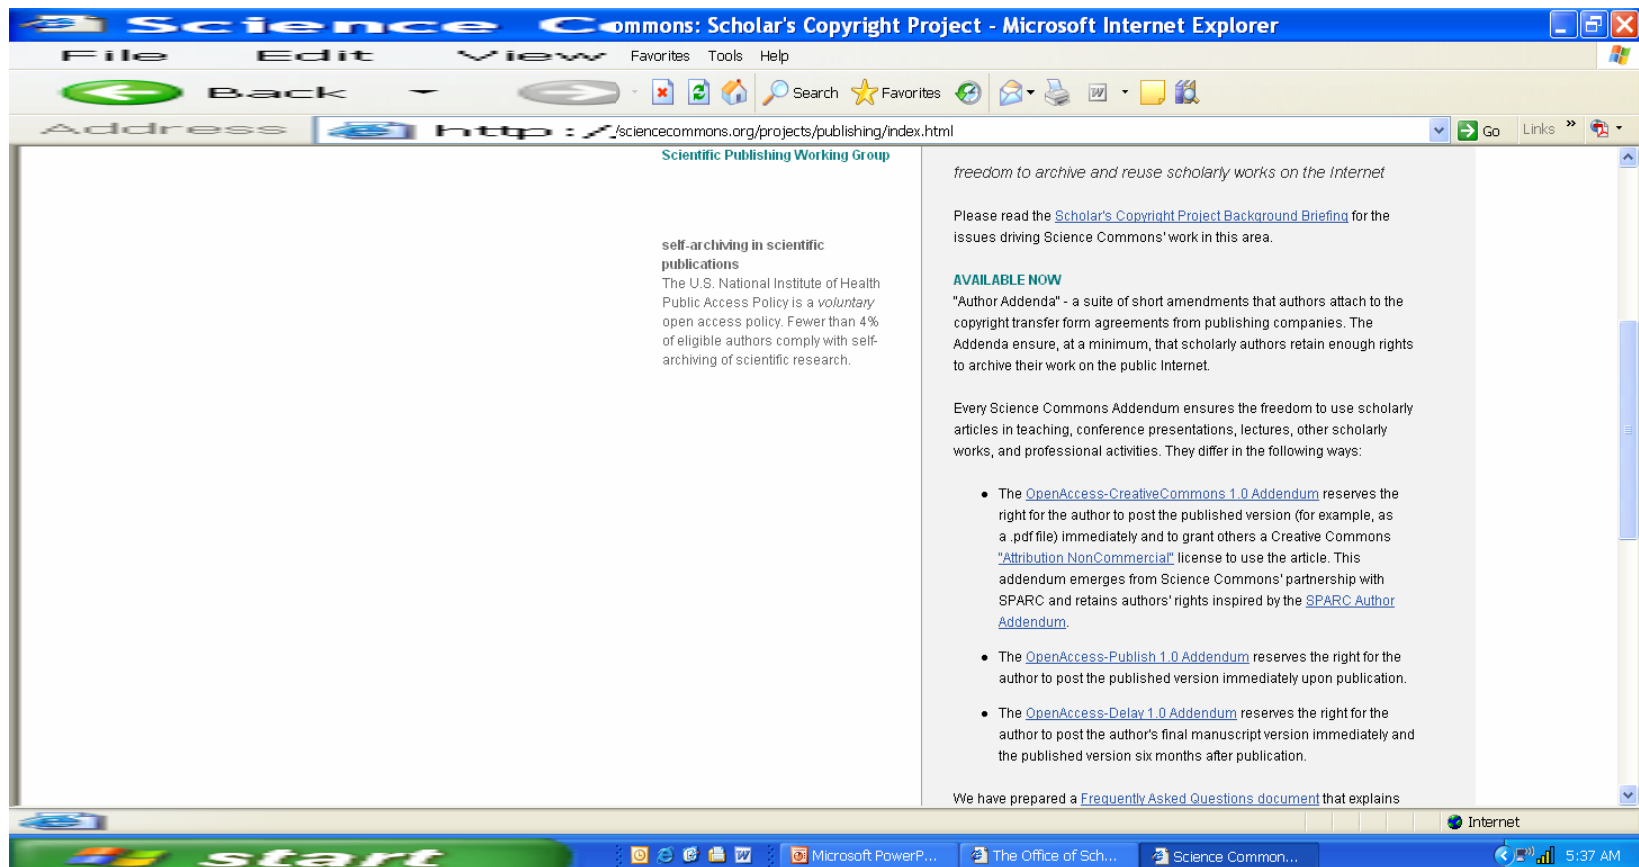 Science Commons: Scholar's Copyright Project - Microsoft Internet Explorer
File Edit View Favorites Tools Help
Back Search Favorites
Address http://sciencecommons.org/projects/publishing/index.html Go Links »
Scientific Publishing Working Group
self-archiving in scientific
publications
The U.S. National Institute of Health
Public Access Policy is a voluntary
open access policy. Fewer than 4%
of eligible authors comply with self-
archiving of scientific research.
freedom to archive and reuse scholarly works on the Internet
Please read the Scholar's Copyright Project Background Briefing for the
issues driving Science Commons' work in this area.
AVAILABLE NOW
"Author Addenda" - a suite of short amendments that authors attach to the
copyright transfer form agreements from publishing companies. The
Addenda ensure, at a minimum, that scholarly authors retain enough rights
to archive their work on the public Internet.
Every Science Commons Addendum ensures the freedom to use scholarly
articles in teaching, conference presentations, lectures, other scholarly
works, and professional activities. They differ in the following ways:
• The OpenAccess-CreativeCommons 1.0 Addendum reserves the
right for the author to post the published version (for example, as
a .pdf file) immediately and to grant others a Creative Commons
"Attribution NonCommercial" license to use the article. This
addendum emerges from Science Commons' partnership with
SPARC and retains authors' rights inspired by the SPARC Author
Addendum.
• The OpenAccess-Publish 1.0 Addendum reserves the right for the
author to post the published version immediately upon publication.
• The OpenAccess-Delay 1.0 Addendum reserves the right for the
author to post the author's final manuscript version immediately and
the published version six months after publication.
We have prepared a Frequently Asked Questions document that explains
Internet
start Microsoft PowerP... The Office of Sch... Science Common... 5:37 AM